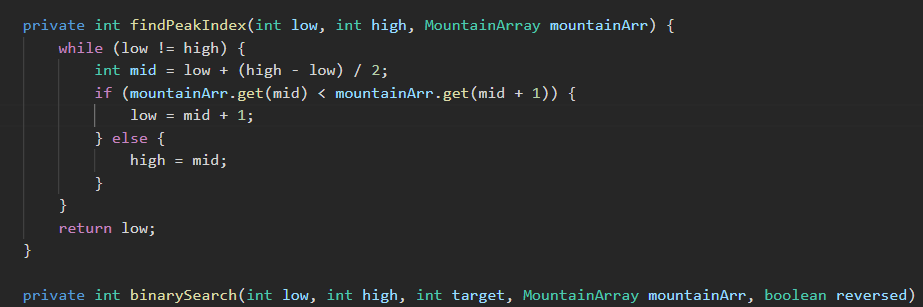 private int findPeakIndex(int low, int high, MountainArray mountainArr) {
    while (low != high) {
        int mid = low + (high - low) / 2;
        if (mountainArr.get(mid) < mountainArr.get(mid + 1)) {
            low = mid + 1;
        } else {
            high = mid;
        }
    }
    return low;
}
private int binarySearch(int low, int high, int target, MountainArray mountainArr, boolean reversed)